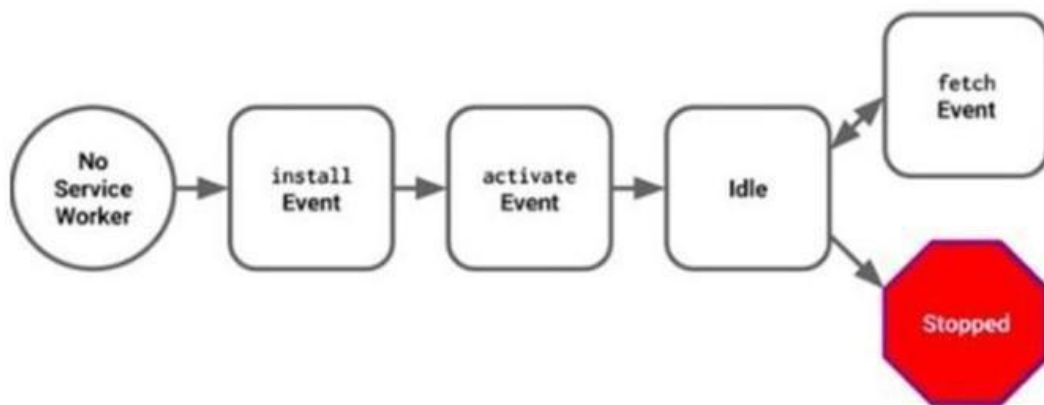 No
Service
Worker
install
Event
activate
Event
Idle
fetch
Event
Stopped